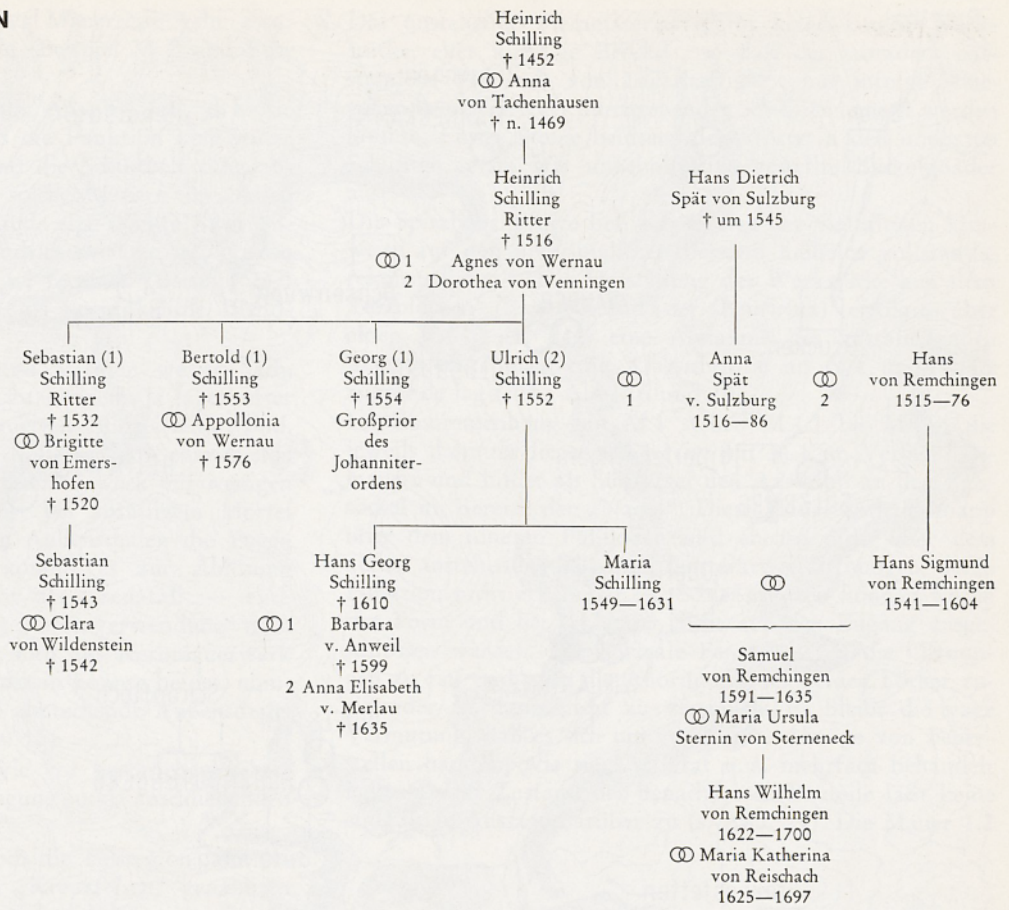 N
Heinrich
Schilling
† 1452
⚭ Anna
von Tachenhausen
† n. 1469
Heinrich
Schilling
Ritter
† 1516
⚭ 1 Agnes von Wernau
2 Dorothea von Venningen
Hans Dietrich
Spät von Sulzburg
† um 1545
Sebastian (1)
Schilling
Ritter
† 1532
⚭ Brigitte
von Emers-
hofen
† 1520
Bertold (1)
Schilling
† 1553
⚭ Appollonia
von Wernau
† 1576
Georg (1)
Schilling
† 1554
Großprior
des
Johanniter-
ordens
Ulrich (2)
Schilling
† 1552
⚭
1
Anna
Spät
v. Sulzburg
1516—86
⚭
2
Hans
von Remchingen
1515—76
Sebastian
Schilling
† 1543
⚭ Clara
von Wildenstein
† 1542
Hans Georg
Schilling
† 1610
⚭ 1 Barbara
v. Anweil
† 1599
2 Anna Elisabeth
v. Merlau
† 1635
Maria
Schilling
1549—1631
⚭
Hans Sigmund
von Remchingen
1541—1604
Samuel
von Remchingen
1591—1635
⚭ Maria Ursula
Sternin von Sterneneck
Hans Wilhelm
von Remchingen
1622—1700
⚭ Maria Katherina
von Reischach
1625—1697